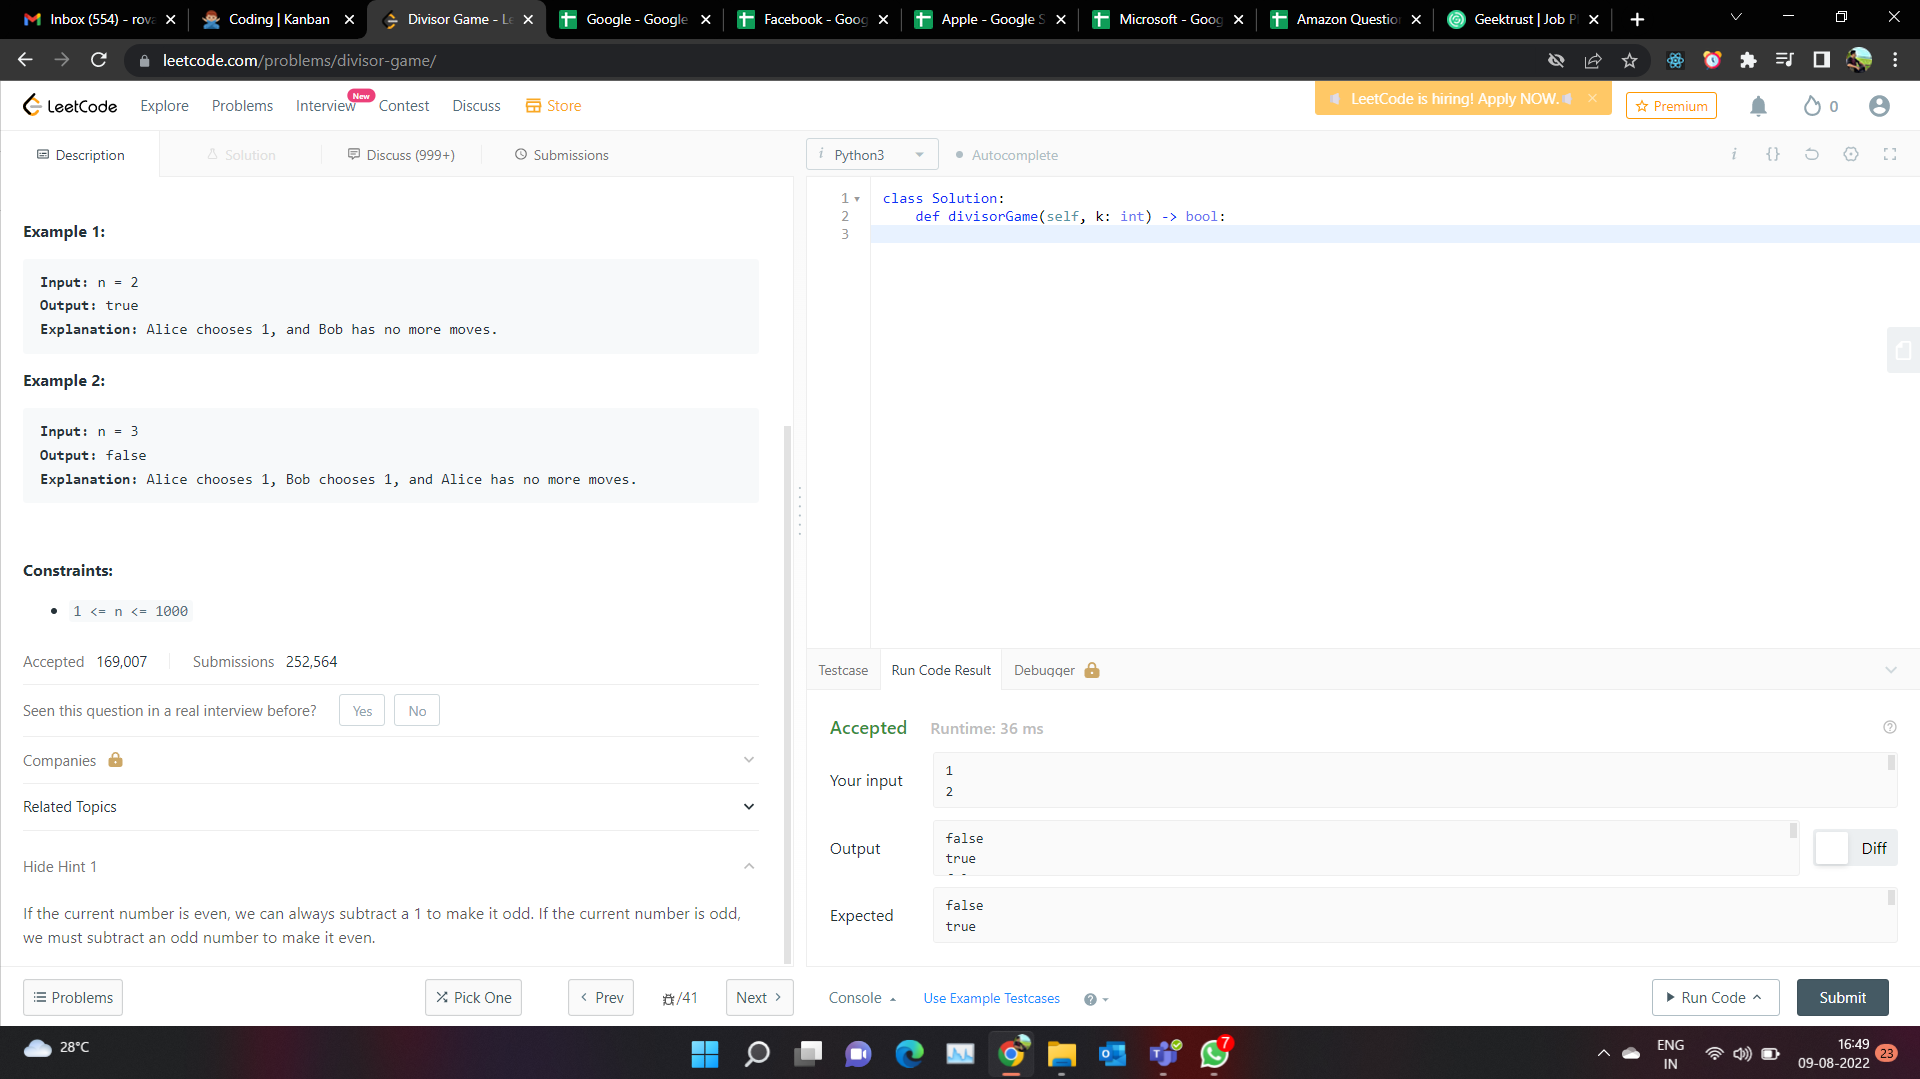 Inbox (554) - rova
Coding | Kanban
Divisor Game - Le
Google - Google
Facebook - Goog
Apple - Google S
Microsoft - Goog
Amazon Question
Geektrust | Job P
leetcode.com/problems/divisor-game/
LeetCode
Explore
Problems
Interview
New
Contest
Discuss
Store
LeetCode is hiring! Apply NOW.
Premium
0
Description
Solution
Discuss (999+)
Submissions
i Python3
Autocomplete
Example 1:
Input: n = 2
Output: true
Explanation: Alice chooses 1, and Bob has no more moves.
Example 2:
Input: n = 3
Output: false
Explanation: Alice chooses 1, Bob chooses 1, and Alice has no more moves.
Constraints:
1 <= n <= 1000
Accepted 169,007 Submissions 252,564
Seen this question in a real interview before? Yes No
Companies
Related Topics
Hide Hint 1
If the current number is even, we can always subtract a 1 to make it odd. If the current number is odd,
we must subtract an odd number to make it even.
Problems
Pick One
Prev
/41
Next
1 class Solution:
2 def divisorGame(self, k: int) -> bool:
3
Testcase
Run Code Result
Debugger
Accepted Runtime: 36 ms
Your input
1
2
Output
false
true
Diff
Expected
false
true
Console
Use Example Testcases
Run Code
Submit
28°C
7
ENG
IN
16:49
09-08-2022
23